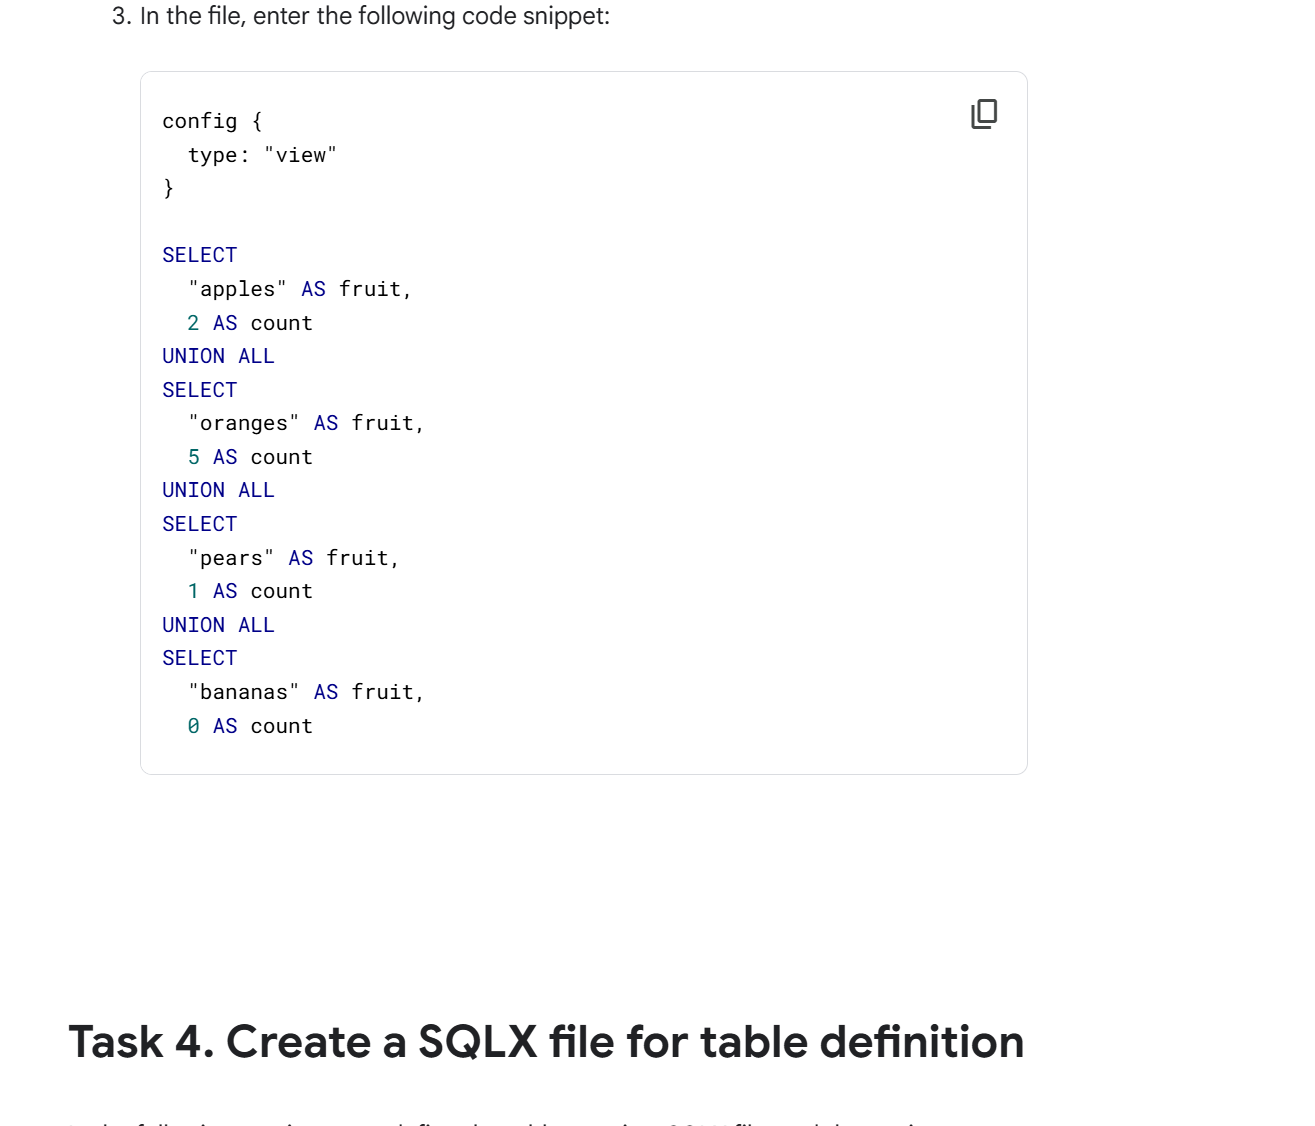 3. In the file, enter the following code snippet:
config {
  type: "view"
}
SELECT
  "apples" AS fruit,
  2 AS count
UNION ALL
SELECT
  "oranges" AS fruit,
  5 AS count
UNION ALL
SELECT
  "pears" AS fruit,
  1 AS count
UNION ALL
SELECT
  "bananas" AS fruit,
  0 AS count
Task 4. Create a SQLX file for table definition